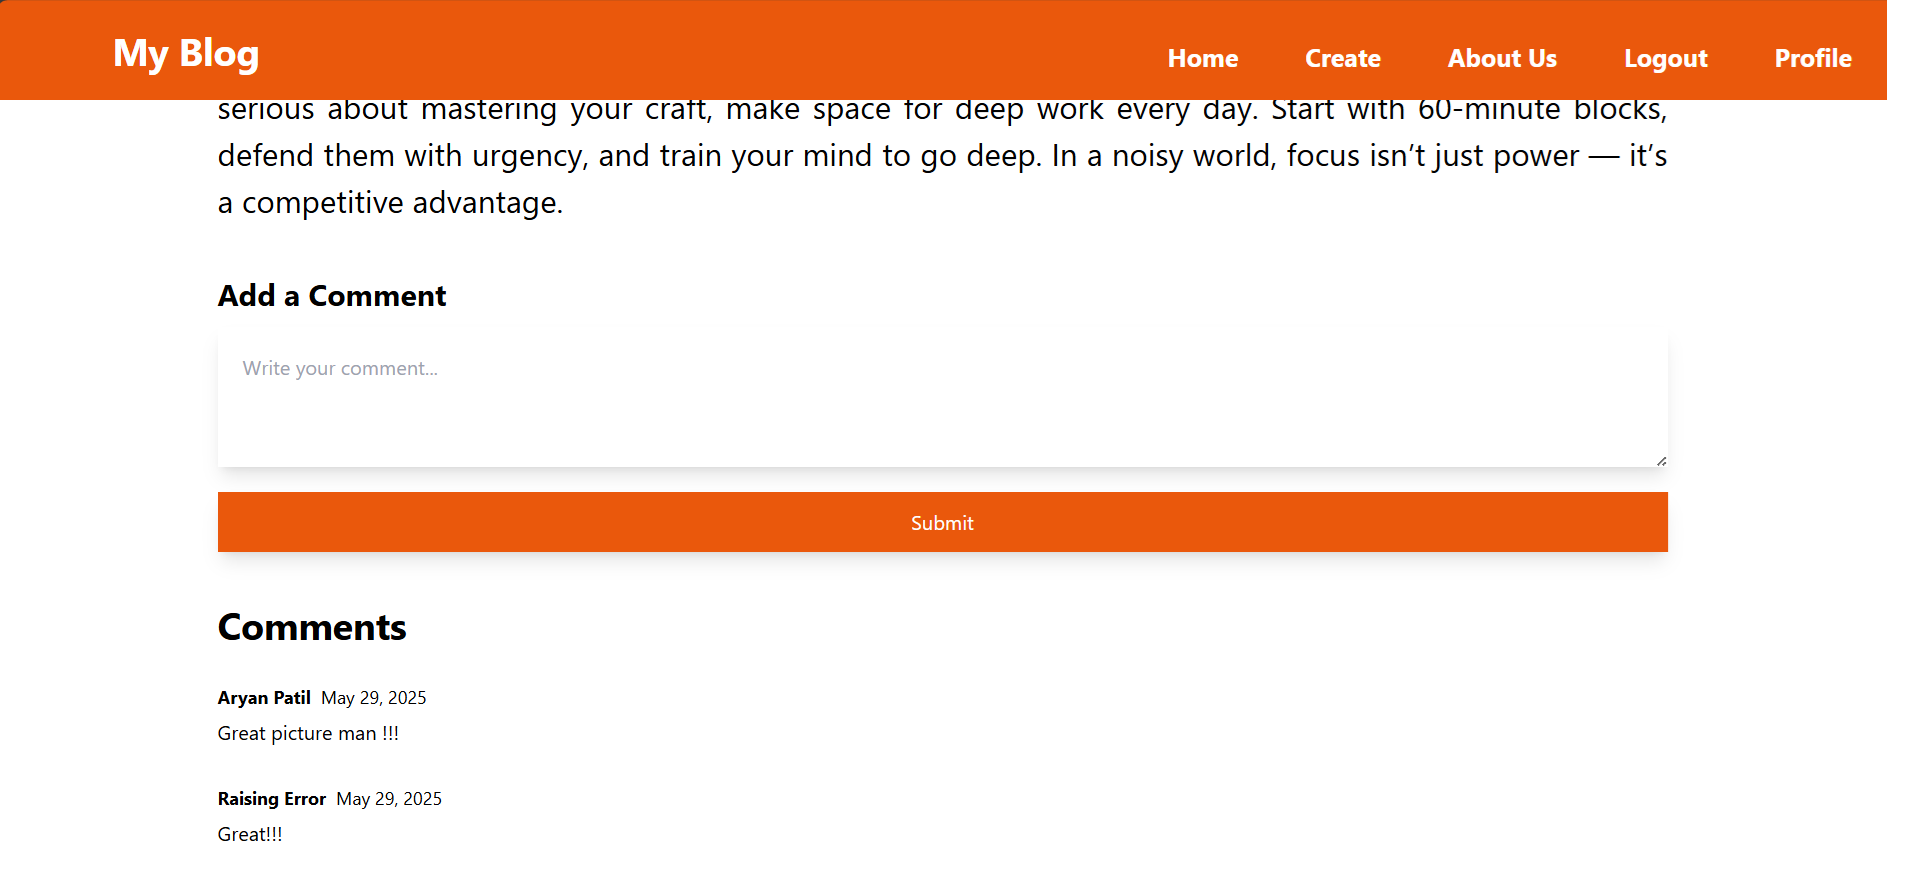 My Blog
Home Create About Us Logout Profile
serious about mastering your craft, make space for deep work every day. Start with 60-minute blocks,
defend them with urgency, and train your mind to go deep. In a noisy world, focus isn’t just power — it’s
a competitive advantage.
Add a Comment
Write your comment...
Submit
Comments
Aryan Patil May 29, 2025
Great picture man !!!
Raising Error May 29, 2025
Great!!!